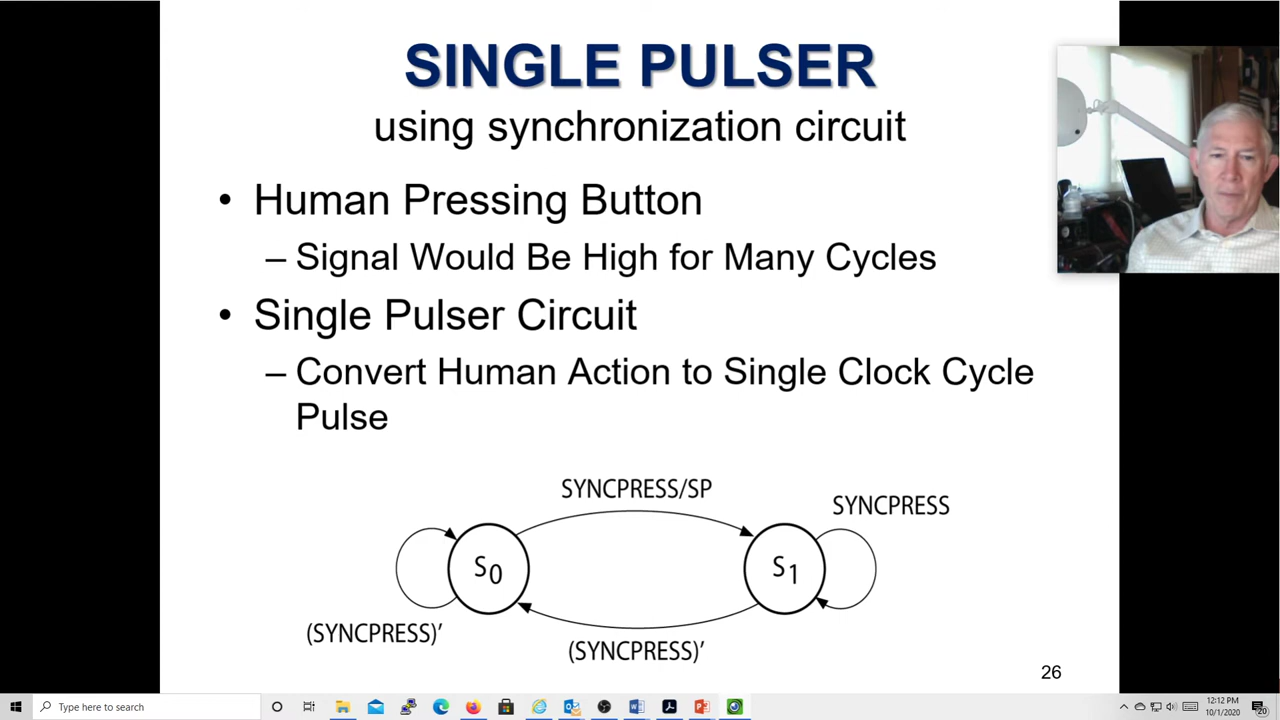 SINGLE PULSER
using synchronization circuit
• Human Pressing Button
– Signal Would Be High for Many Cycles
• Single Pulser Circuit
– Convert Human Action to Single Clock Cycle
Pulse
SYNCPRESS/SP
SYNCPRESS
S0
S1
(SYNCPRESS)’
(SYNCPRESS)’
26
Type here to search
12:12 PM
10/1/2020
20